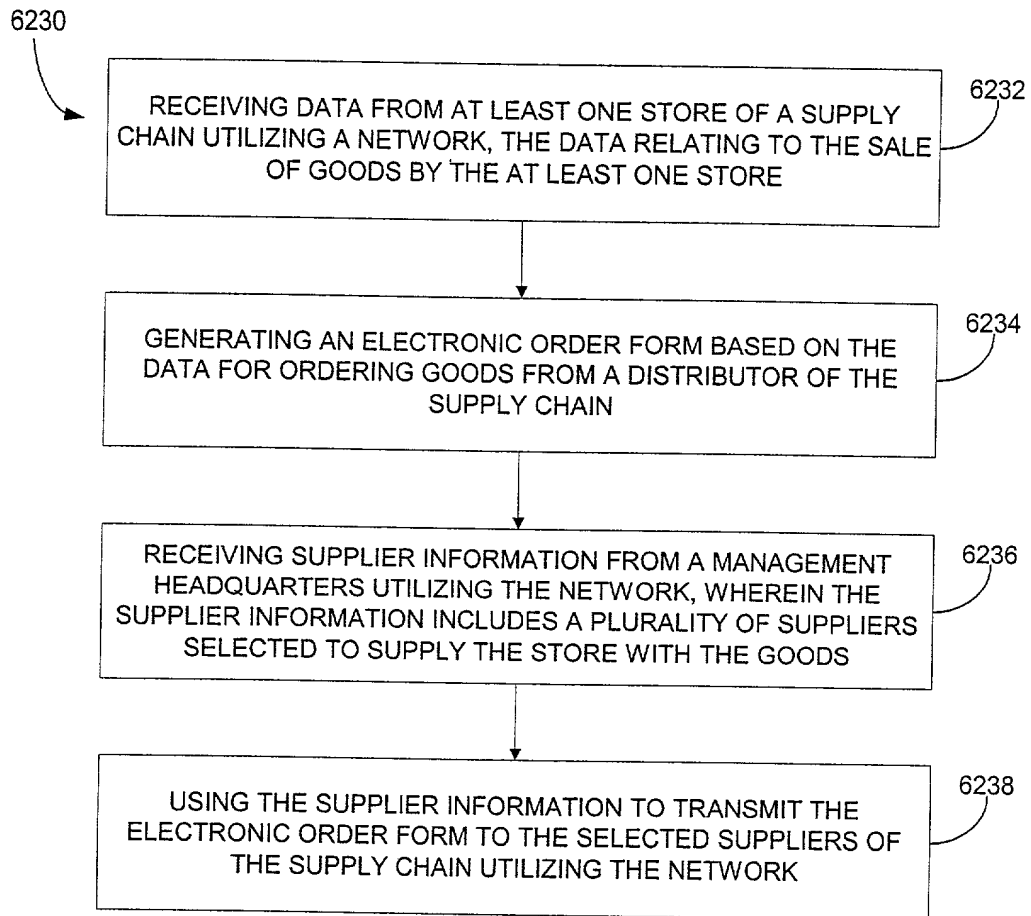 6230
RECEIVING DATA FROM AT LEAST ONE STORE OF A SUPPLY
CHAIN UTILIZING A NETWORK, THE DATA RELATING TO THE SALE
OF GOODS BY THE AT LEAST ONE STORE
6232
GENERATING AN ELECTRONIC ORDER FORM BASED ON THE
DATA FOR ORDERING GOODS FROM A DISTRIBUTOR OF THE
SUPPLY CHAIN
6234
RECEIVING SUPPLIER INFORMATION FROM A MANAGEMENT
HEADQUARTERS UTILIZING THE NETWORK, WHEREIN THE
SUPPLIER INFORMATION INCLUDES A PLURALITY OF SUPPLIERS
SELECTED TO SUPPLY THE STORE WITH THE GOODS
6236
USING THE SUPPLIER INFORMATION TO TRANSMIT THE
ELECTRONIC ORDER FORM TO THE SELECTED SUPPLIERS OF
THE SUPPLY CHAIN UTILIZING THE NETWORK
6238